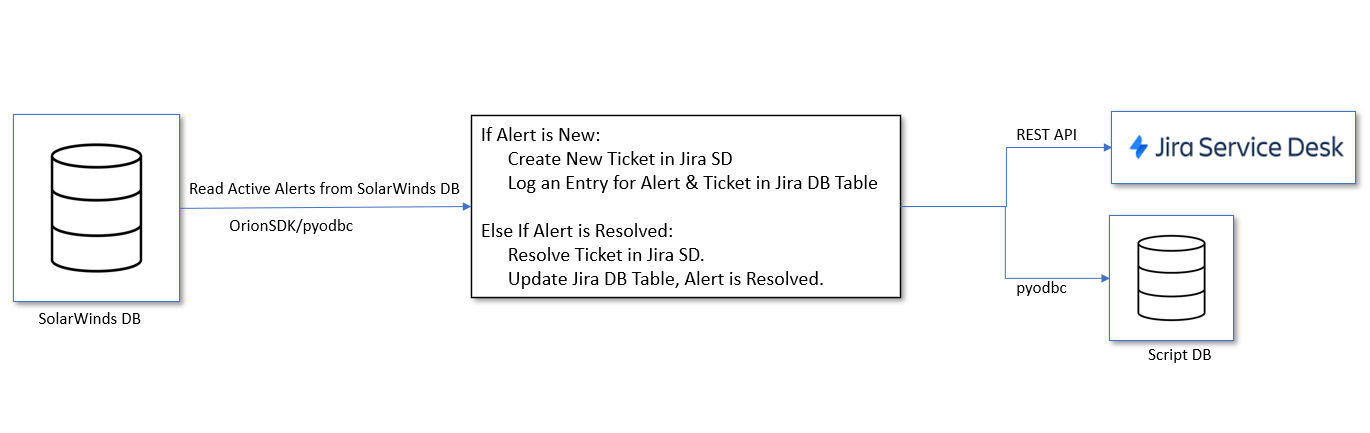 SolarWinds DB
Read Active Alerts from SolarWinds DB
OrionSDK/pyodbc
If Alert is New:
Create New Ticket in Jira SD
Log an Entry for Alert & Ticket in Jira DB Table
Else If Alert is Resolved:
Resolve Ticket in Jira SD.
Update Jira DB Table, Alert is Resolved.
REST API
Jira Service Desk
pyodbc
Script DB